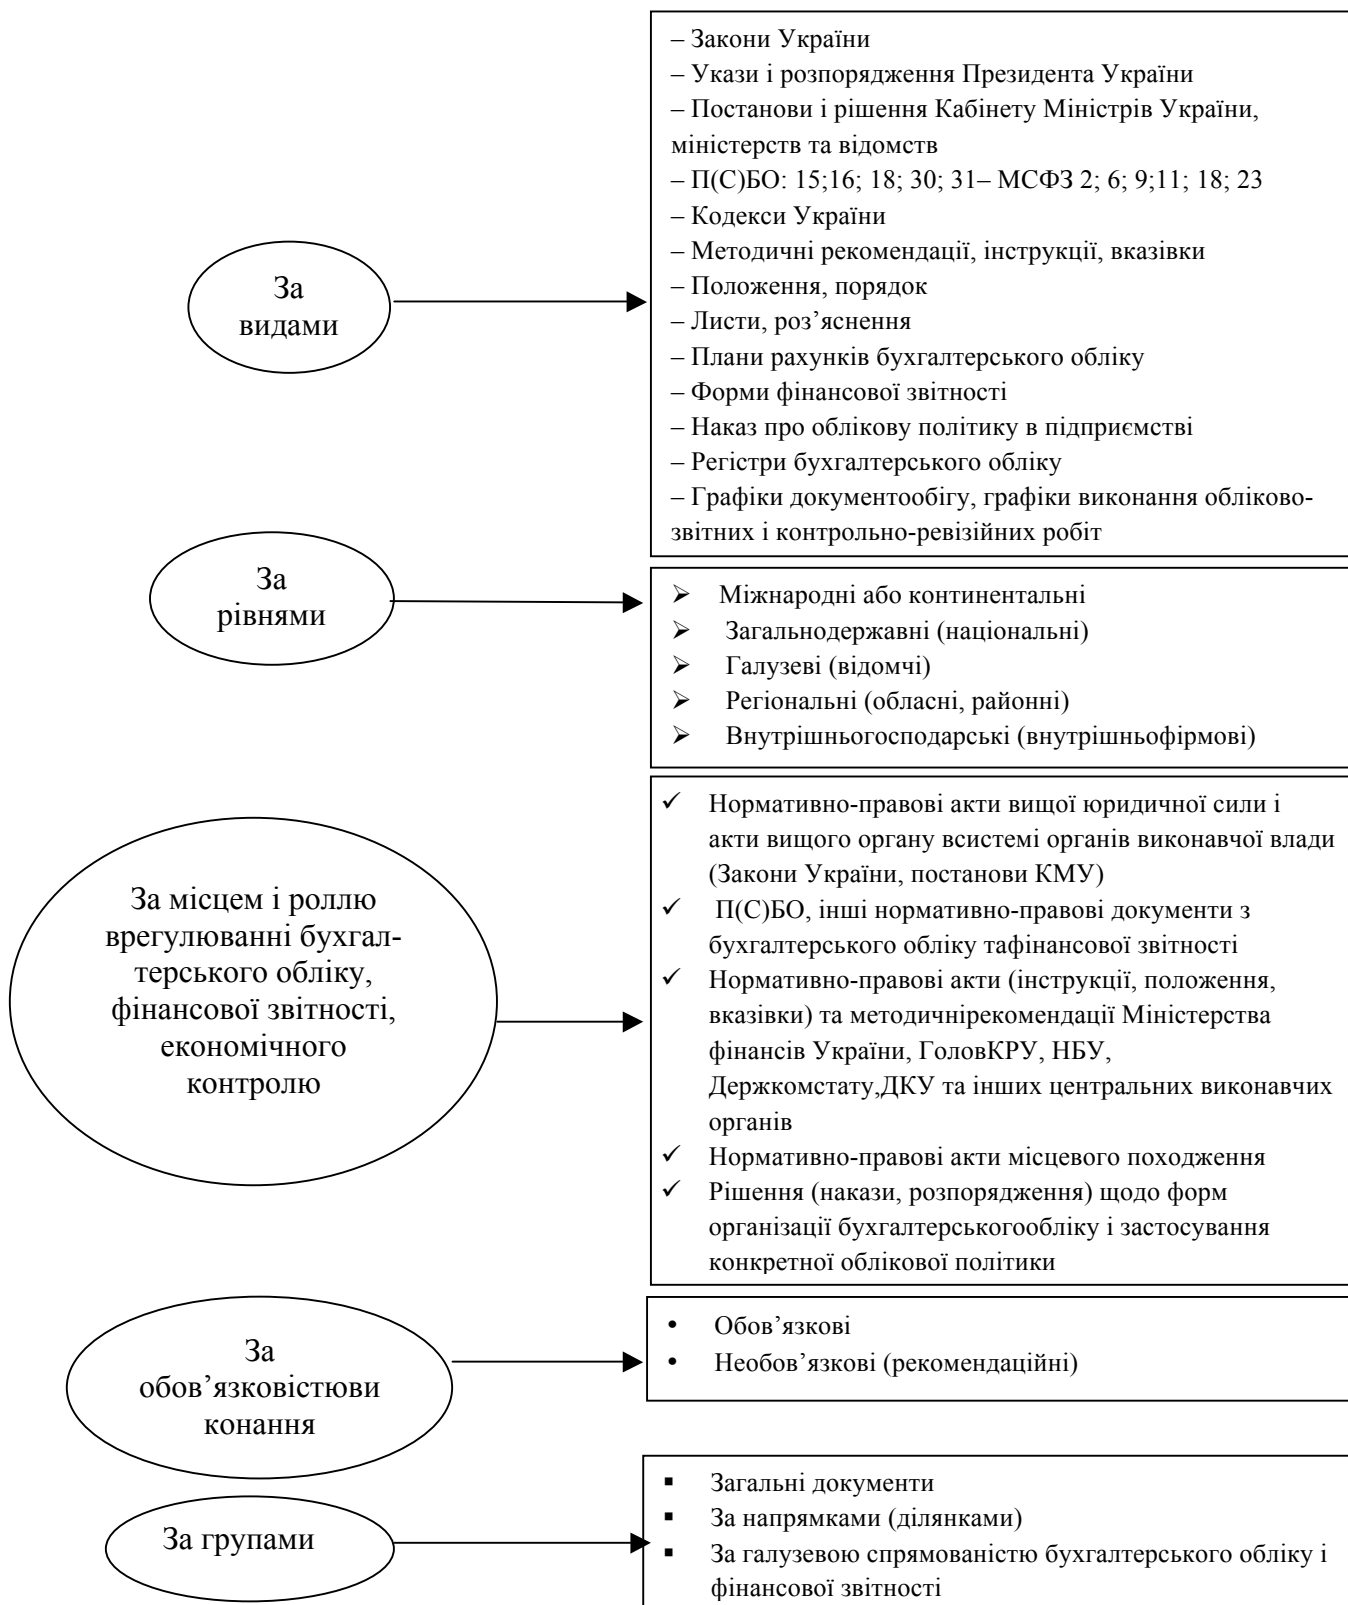 За
видами
– Закони України
– Укази і розпорядження Президента України
– Постанови і рішення Кабінету Міністрів України,
міністерств та відомств
– П(С)БО: 15;16; 18; 30; 31– МСФЗ 2; 6; 9;11; 18; 23
– Кодекси України
– Методичні рекомендації, інструкції, вказівки
– Положення, порядок
– Листи, роз’яснення
– Плани рахунків бухгалтерського обліку
– Форми фінансової звітності
– Наказ про облікову політику в підприємстві
– Регістри бухгалтерського обліку
– Графіки документообігу, графіки виконання обліково-
звітних і контрольно-ревізійних робіт
За
рівнями
➢ Міжнародні або континентальні
➢ Загальнодержавні (національні)
➢ Галузеві (відомчі)
➢ Регіональні (обласні, районні)
➢ Внутрішньогосподарські (внутрішньофірмові)
За місцем і роллю
врегулюванні бухгал-
терського обліку,
фінансової звітності,
економічного
контролю
✓ Нормативно-правові акти вищої юридичної сили і
акти вищого органу всистемі органів виконавчої влади
(Закони України, постанови КМУ)
✓ П(С)БО, інші нормативно-правові документи з
бухгалтерського обліку тафінансової звітності
✓ Нормативно-правові акти (інструкції, положення,
вказівки) та методичнірекомендації Міністерства
фінансів України, ГоловКРУ, НБУ,
Держкомстату,ДКУ та інших центральних виконавчих
органів
✓ Нормативно-правові акти місцевого походження
✓ Рішення (накази, розпорядження) щодо форм
організації бухгалтерськогообліку і застосування
конкретної облікової політики
За
обов’язковістюви
конання
• Обов’язкові
• Необов’язкові (рекомендаційні)
За групами
▪ Загальні документи
▪ За напрямками (ділянками)
▪ За галузевою спрямованістю бухгалтерського обліку і
фінансової звітності